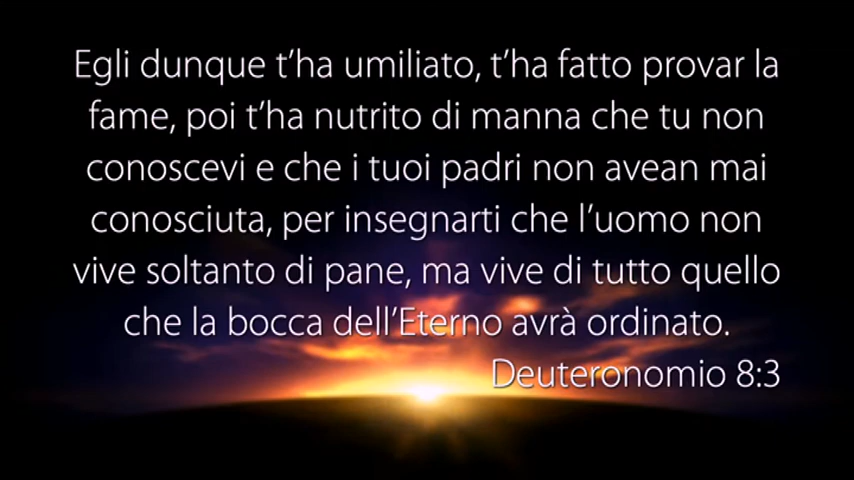 Egli dunque t’ha umiliato, t’ha fatto provar la
fame, poi t’ha nutrito di manna che tu non
conoscevi e che i tuoi padri non avean mai
conosciuta, per insegnarti che l’uomo non
vive soltanto di pane, ma vive di tutto quello
che la bocca dell’Eterno avrà ordinato.
Deuteronomio 8:3